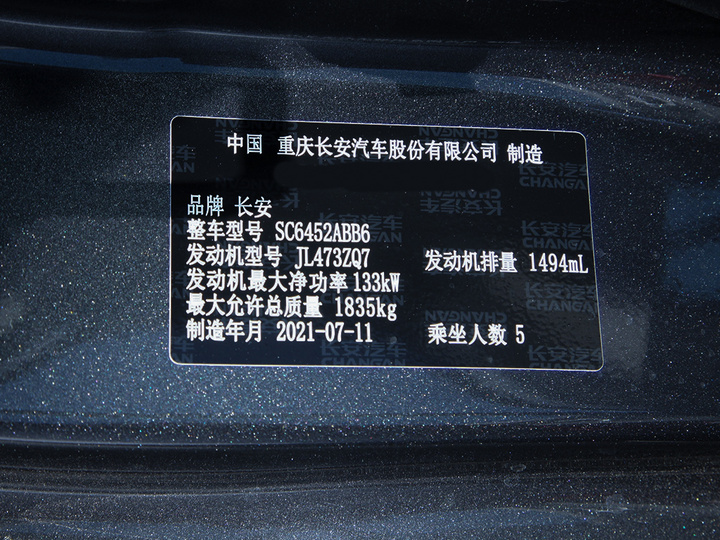 中国 重庆长安汽车股份有限公司 制造
品牌 长安
整车型号 SC6452ABB6
发动机型号 JL473ZQ7 发动机排量 1494mL
发动机最大净功率 133kW
最大允许总质量 1835kg
制造年月 2021-07-11 乘坐人数 5